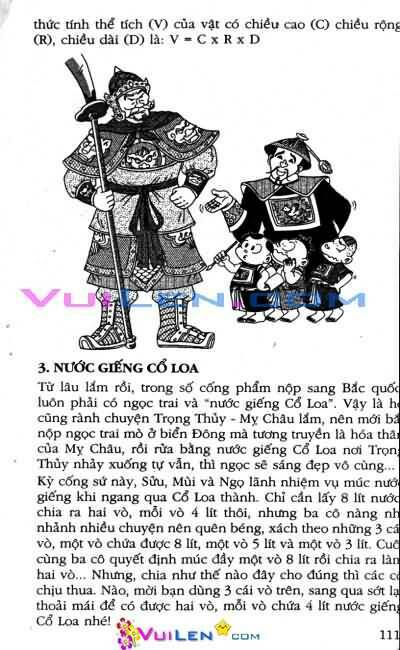 thức tính thể tích (V) của vật có chiều cao (C) chiều rộng
(R), chiều dài (D) là: V = C x R x D
VuiLen.com
3. NƯỚC GIẾNG CỔ LOA
Từ lâu lắm rồi, trong số cống phẩm nộp sang Bắc quốc
luôn phải có ngọc trai và “nước giếng Cổ Loa”. Vậy là họ
cũng rành chuyện Trọng Thủy - Mỵ Châu lắm, nên mới bắ
nộp ngọc trai mò ở biển Đông mà tương truyền là hóa thân
của Mỵ Châu, rồi rửa bằng nước giếng Cổ Loa nơi Trọng
Thủy nhảy xuống tự vẫn, thì ngọc sẽ sáng đẹp vô cùng...
Kỳ cống sứ này, Sửu, Mùi và Ngọ lãnh nhiệm vụ múc nước
giếng khi ngang qua Cổ Loa thành. Chỉ cần lấy 8 lít nước
chia ra hai vò, mỗi vò 4 lít thôi, nhưng ba cô nàng nh
nhảnh nhiều chuyện nên quên béng, xách theo những 3 cá
vò, một vò chứa được 8 lít, một vò 5 lít và một vò 3 lít. Cuố
cùng ba cô quyết định múc đầy một vò 8 lít rồi chia ra làm
hai vò... Nhưng, chia như thế nào đây cho đúng thì các cô
chịu thua. Nào, mời bạn dùng 3 cái vò trên, sang qua sớt lạ
thoải mái để có được hai vò, mỗi vò chứa 4 lít nước giếng
Cổ Loa nhé!
VuiLen.com
111